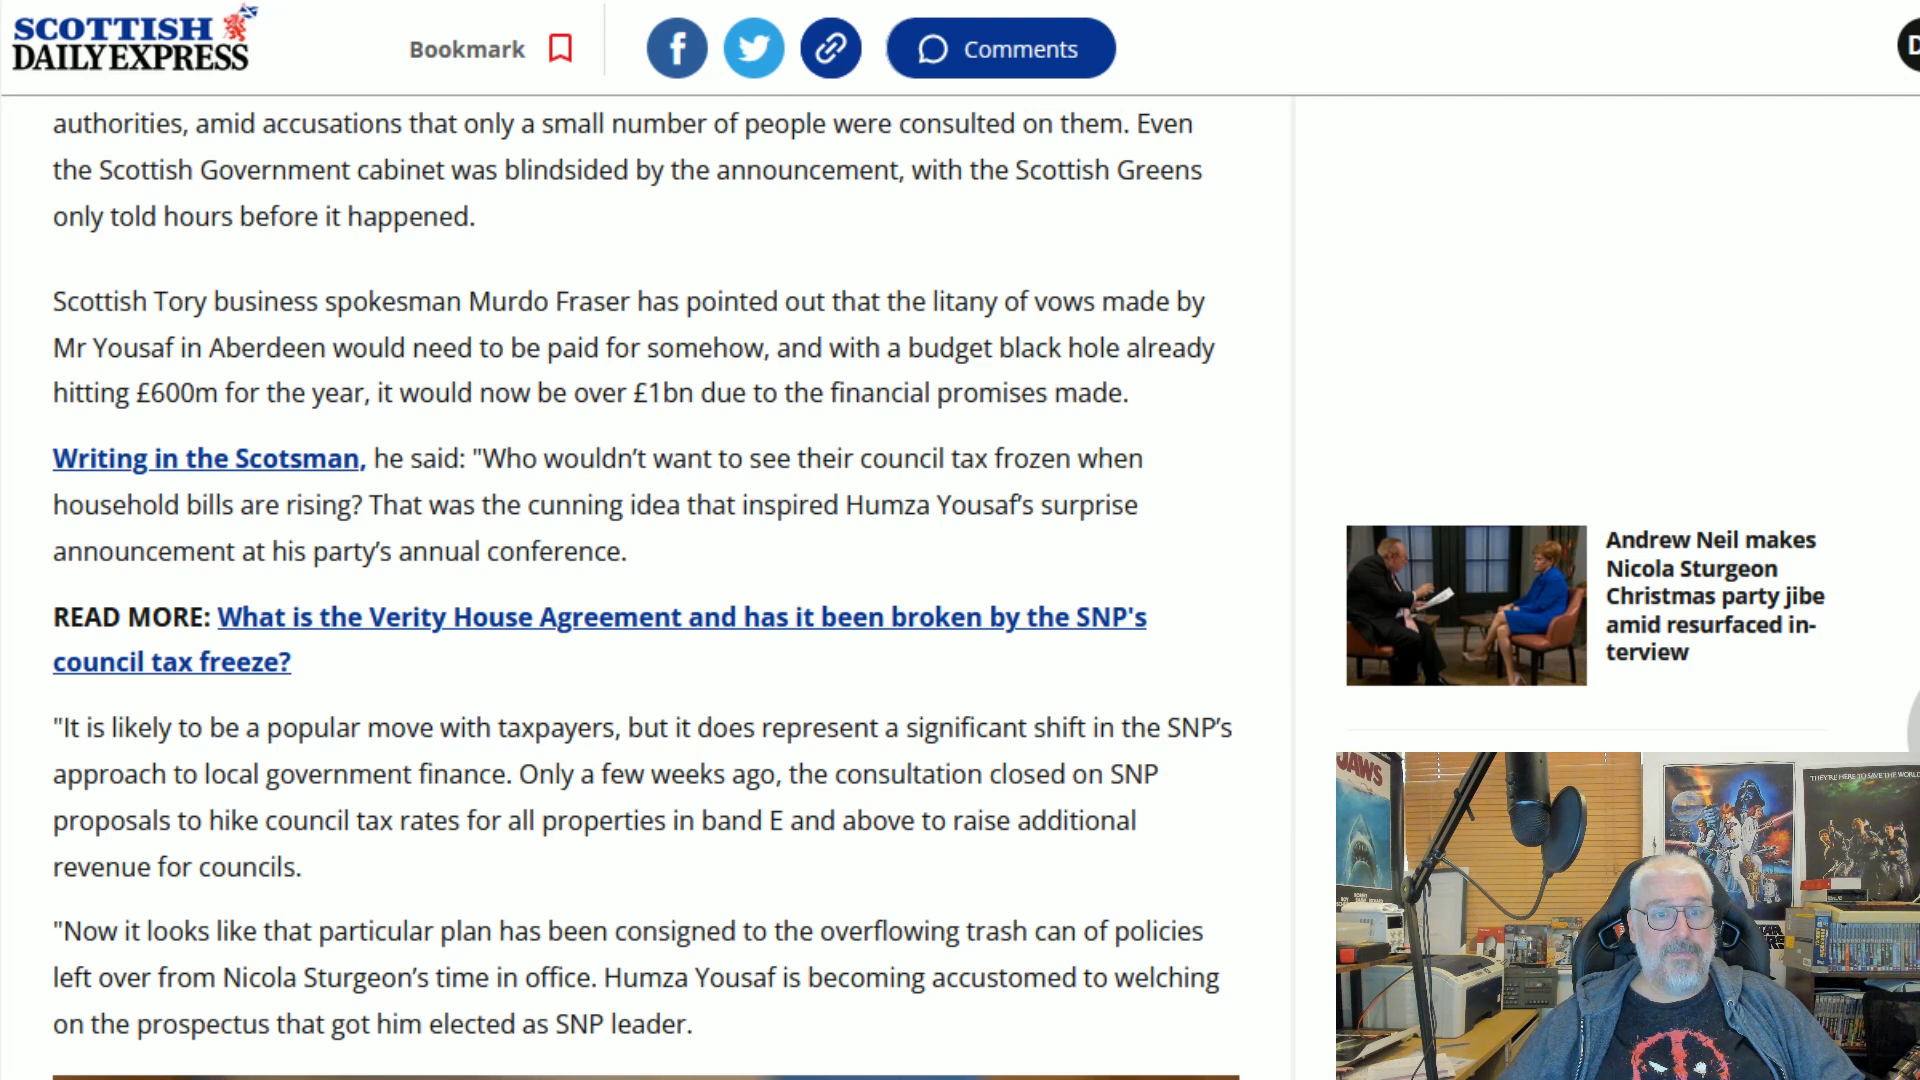 SCOTTISH
DAILY EXPRESS
Bookmark
Comments
authorities, amid accusations that only a small number of people were consulted on them. Even
the Scottish Government cabinet was blindsided by the announcement, with the Scottish Greens
only told hours before it happened.
Scottish Tory business spokesman Murdo Fraser has pointed out that the litany of vows made by
Mr Yousaf in Aberdeen would need to be paid for somehow, and with a budget black hole already
hitting £600m for the year, it would now be over £1bn due to the financial promises made.
Writing in the Scotsman, he said: "Who wouldn’t want to see their council tax frozen when
household bills are rising? That was the cunning idea that inspired Humza Yousaf’s surprise
announcement at his party’s annual conference.
READ MORE: What is the Verity House Agreement and has it been broken by the SNP's
council tax freeze?
"It is likely to be a popular move with taxpayers, but it does represent a significant shift in the SNP’s
approach to local government finance. Only a few weeks ago, the consultation closed on SNP
proposals to hike council tax rates for all properties in band E and above to raise additional
revenue for councils.
"Now it looks like that particular plan has been consigned to the overflowing trash can of policies
left over from Nicola Sturgeon’s time in office. Humza Yousaf is becoming accustomed to welching
on the prospectus that got him elected as SNP leader.
Andrew Neil makes
Nicola Sturgeon
Christmas party jibe
amid resurfaced in-
terview
JAWS
THEY'RE HERE TO SAVE THE WORLD
STAR